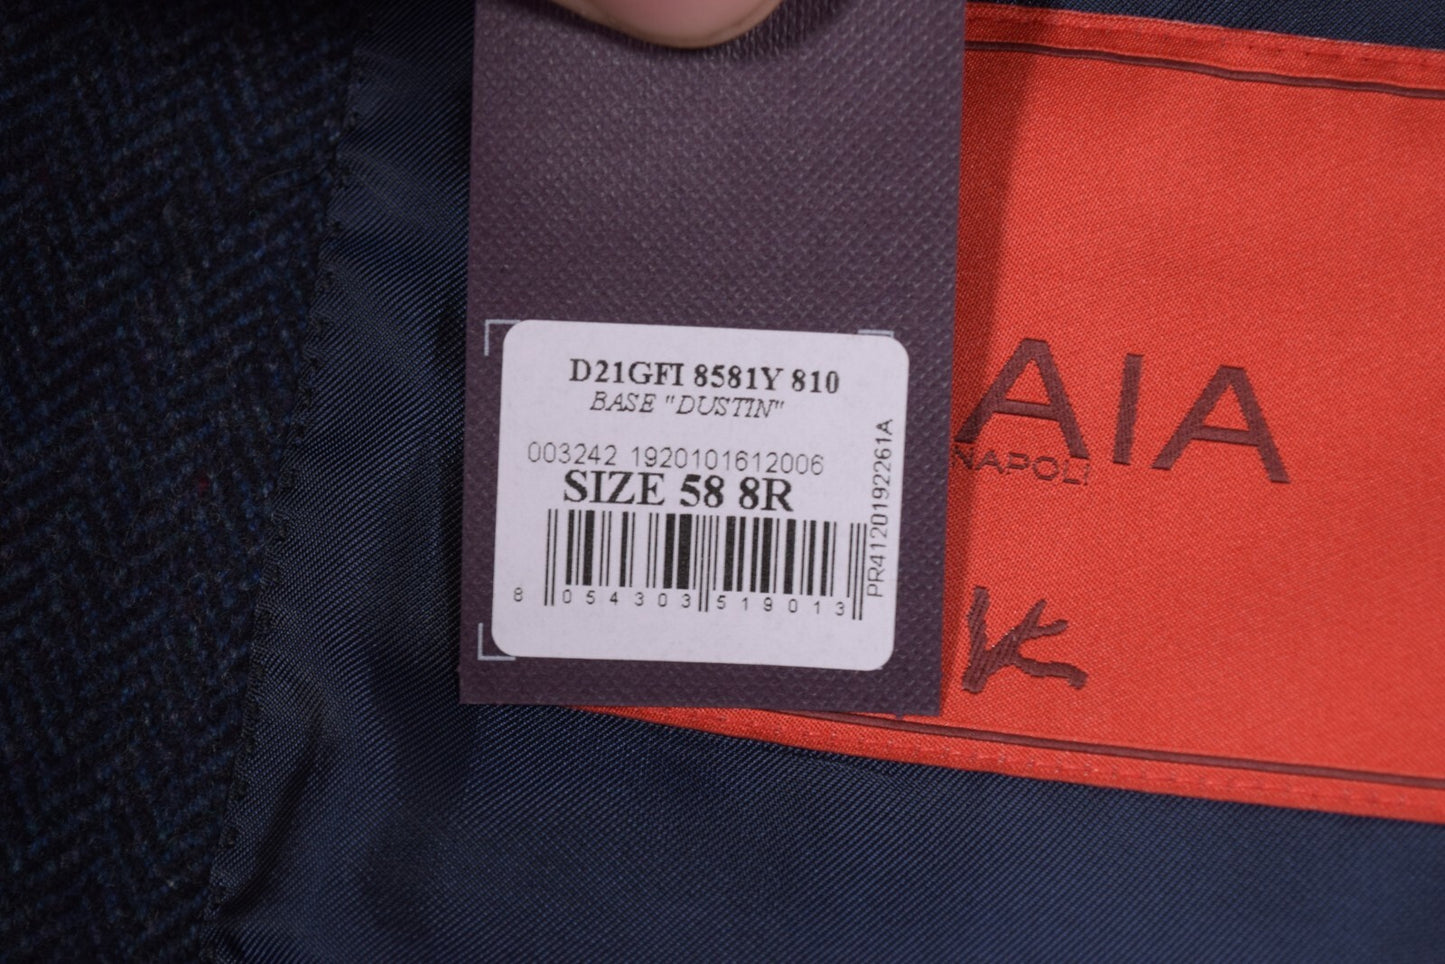 D21GFI 8581Y 810
BASE "DUSTIN"
003242 1920101612006
SIZE 58 8R
PR4120192261A
8 054303 519013
AIA
NAPOLI